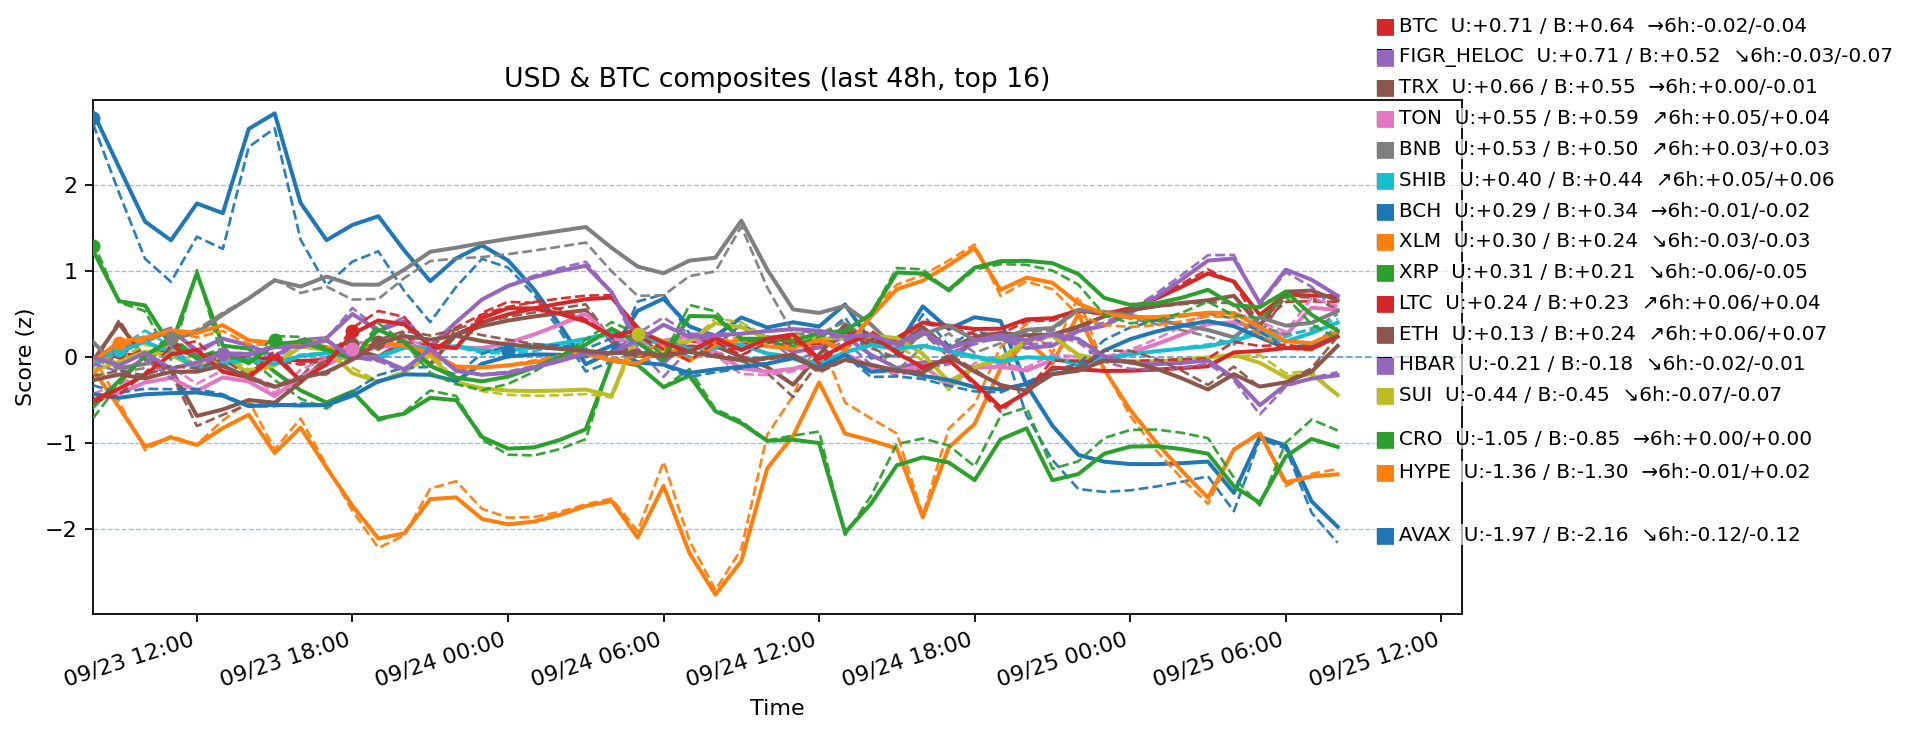 USD & BTC composites (last 48h, top 16)
BTC  U:+0.71 / B:+0.64  →6h:-0.02/-0.04
FIGR_HELOC  U:+0.71 / B:+0.52  ↘6h:-0.03/-0.07
TRX  U:+0.66 / B:+0.55  →6h:+0.00/-0.01
TON  U:+0.55 / B:+0.59  ↗6h:+0.05/+0.04
BNB  U:+0.53 / B:+0.50  ↗6h:+0.03/+0.03
SHIB  U:+0.40 / B:+0.44  ↗6h:+0.05/+0.06
BCH  U:+0.29 / B:+0.34  →6h:-0.01/-0.02
XLM  U:+0.30 / B:+0.24  ↘6h:-0.03/-0.03
XRP  U:+0.31 / B:+0.21  ↘6h:-0.06/-0.05
LTC  U:+0.24 / B:+0.23  ↗6h:+0.06/+0.04
ETH  U:+0.13 / B:+0.24  ↗6h:+0.06/+0.07
HBAR  U:-0.21 / B:-0.18  ↘6h:-0.02/-0.01
SUI  U:-0.44 / B:-0.45  ↘6h:-0.07/-0.07
CRO  U:-1.05 / B:-0.85  →6h:+0.00/+0.00
HYPE  U:-1.36 / B:-1.30  →6h:-0.01/+0.02
AVAX  U:-1.97 / B:-2.16  ↘6h:-0.12/-0.12
Score (z)
2
1
0
−1
−2
09/23 12:00
09/23 18:00
09/24 00:00
09/24 06:00
09/24 12:00
09/24 18:00
09/25 00:00
09/25 06:00
09/25 12:00
Time